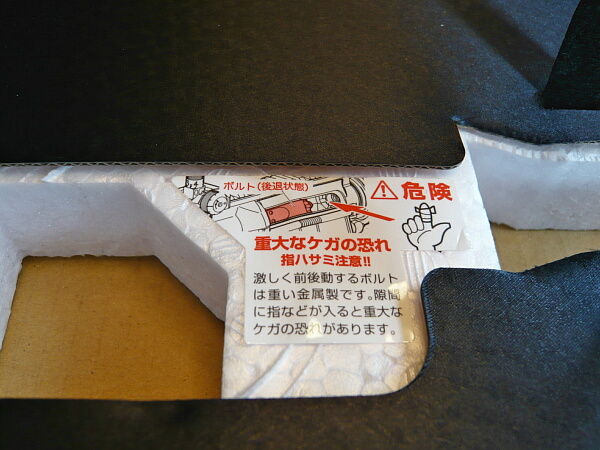 ボルト(後退状態)
⚠危険
重大なケガの恐れ
指ハサミ注意!!
激しく前後動するボルト
は重い金属製です。隙間
に指などが入ると重大な
ケガの恐れがあります。